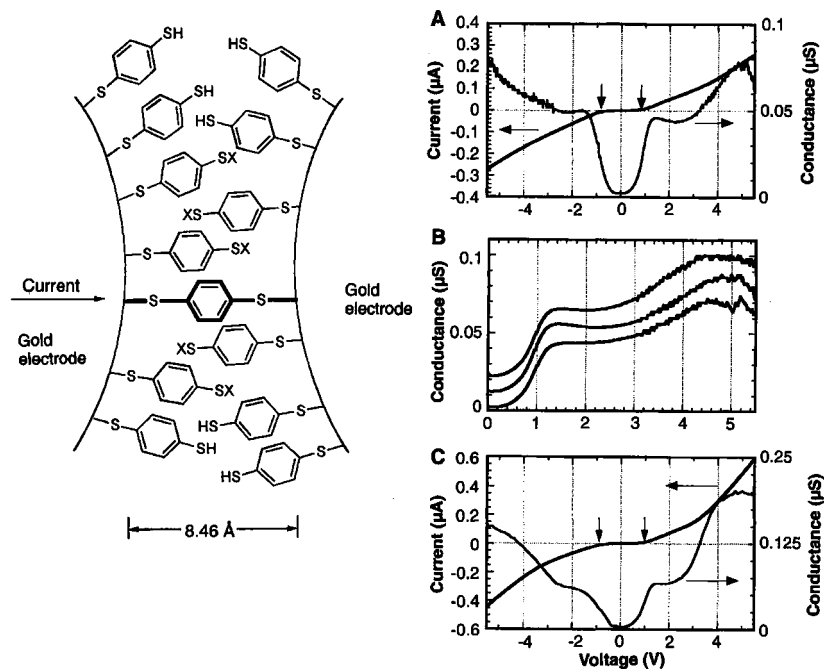 SH
HS
S
S
SH
S
HS
S
SX
S
XS
S
SX
S
Current
S
S
Gold
electrode
Gold
electrode
XS
S
SX
S
HS
S
S
SH
HS
S
8.46 Å
A
0.4
0.3
0.2
0.1
0
-0.1
-0.2
-0.3
-0.4
Current (µA)
-4
-2
0
2
4
0.1
0.05
0
Conductance (µS)
B
0.1
0.05
0
Conductance (µS)
0
1
2
3
4
5
C
0.6
0.4
0.2
0
-0.2
-0.4
-0.6
Current (µA)
-4
-2
0
2
4
Voltage (V)
0.25
0.125
0
Conductance (µS)